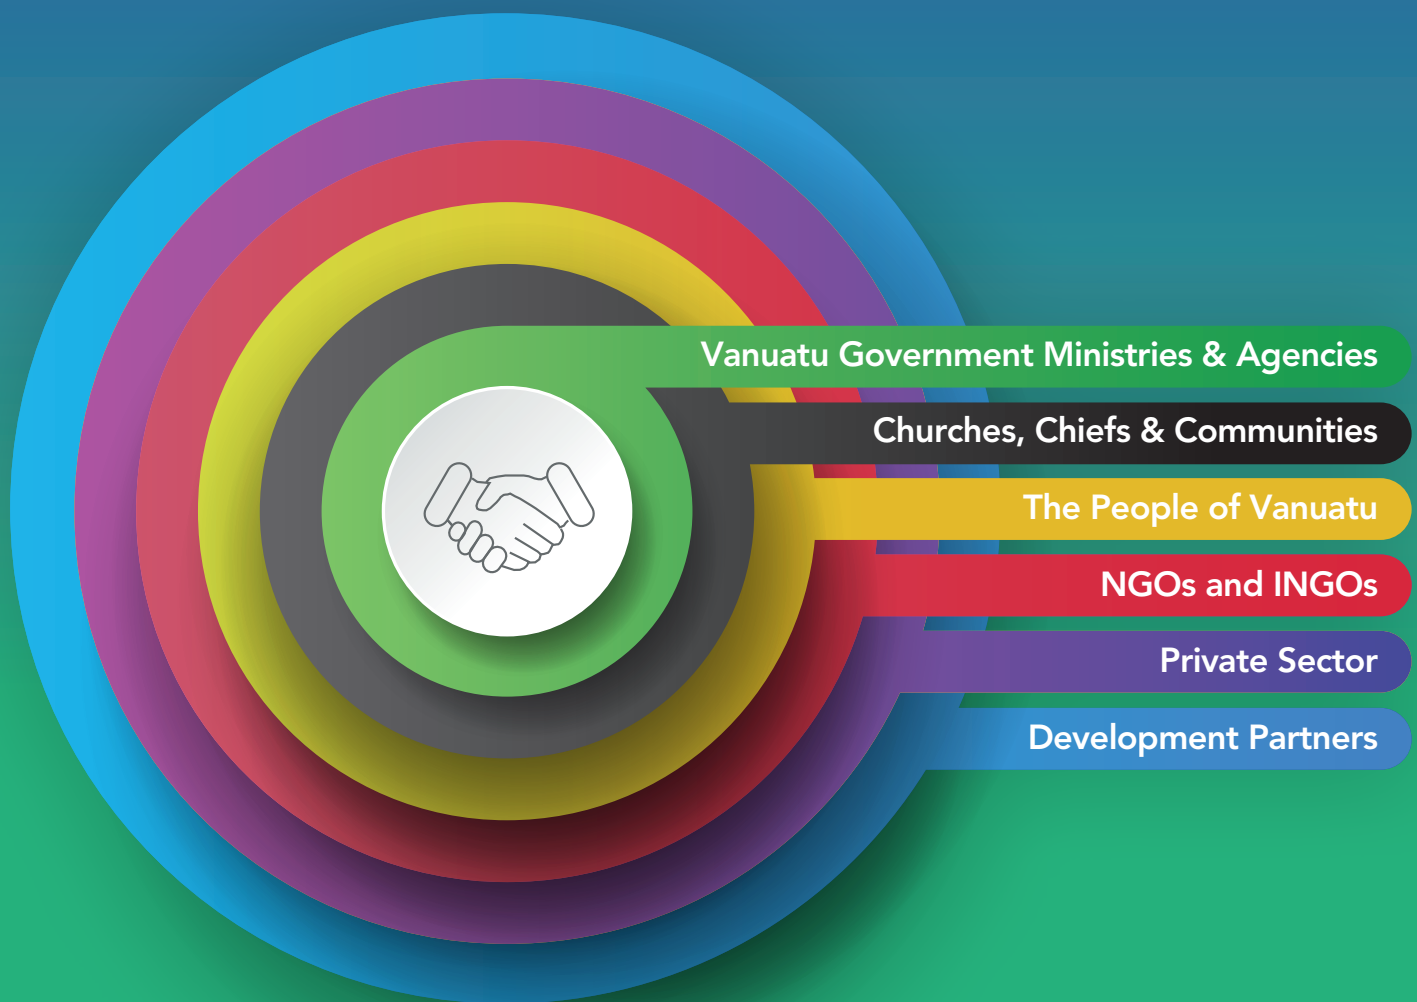 Vanuatu Government Ministries & Agencies
Churches, Chiefs & Communities
The People of Vanuatu
NGOs and INGOs
Private Sector
Development Partners